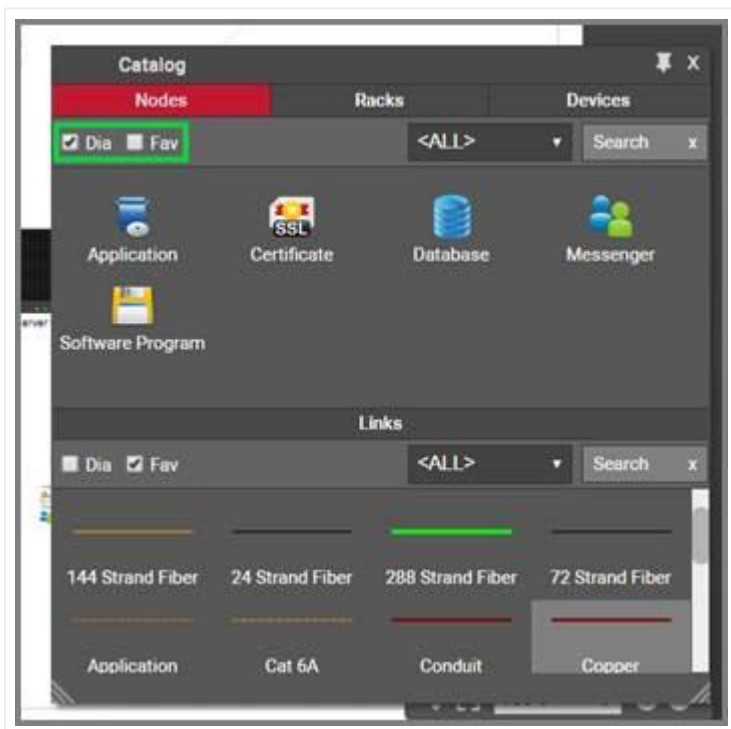 Catalog x
Nodes Racks Devices
Dia Fav <ALL> Search x
SSL
Application Certificate Database Messenger
erver
Software Program
Links
Dia Fav <ALL> Search x
144 Strand Fiber 24 Strand Fiber 288 Strand Fiber 72 Strand Fiber
Application Cat 6A Conduit Copper